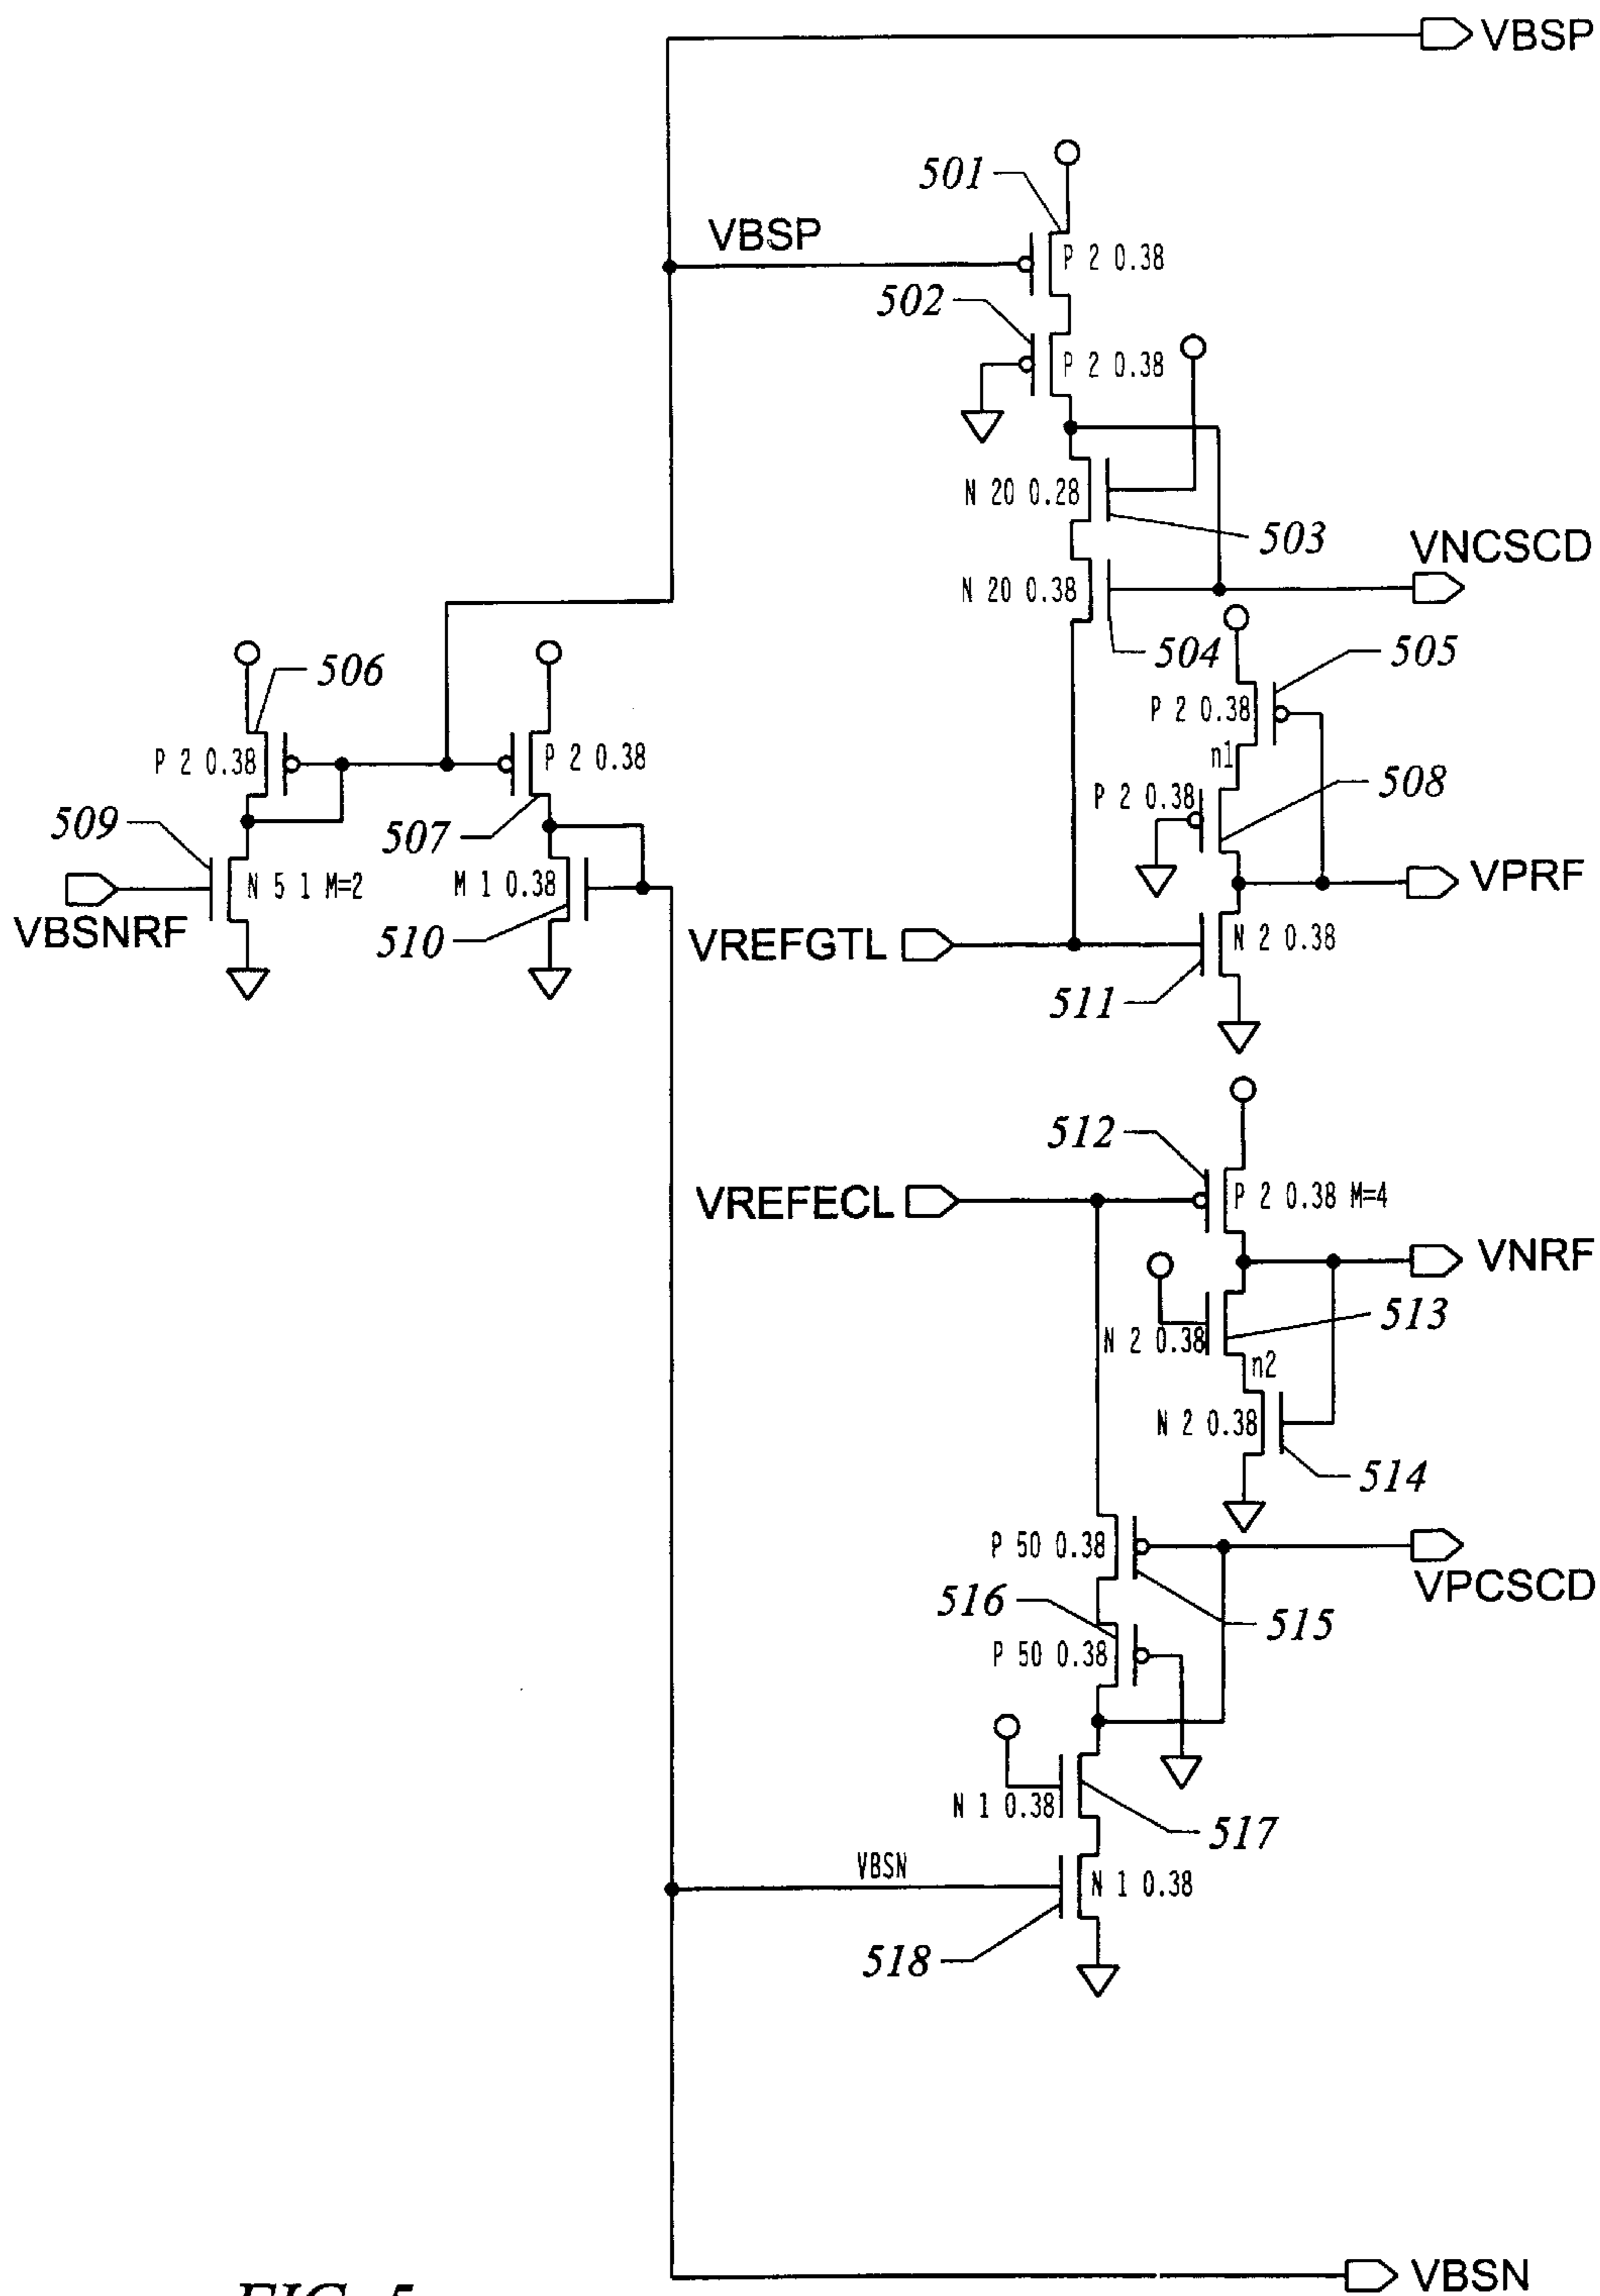 VBSP
501
VBSP
P 2 0.38
502
P 2 0.38
N 20 0.28
503
VNCSCD
N 20 0.38
504
505
506
P 2 0.38
P 2 0.38
P 2 0.38
n1
508
P 2 0.38
509
507
N 5 1 M=2
M 1 0.38
VPRF
VBSNRF
510
VREFGTL
N 2 0.38
511
512
VREFECL
P 2 0.38 M=4
VNRF
513
N 2 0.38
n2
N 2 0.38
514
P 50 0.38
VPCSCD
516
515
P 50 0.38
N 1 0.38
517
VBSN
N 1 0.38
518
VBSN
FIG. 5